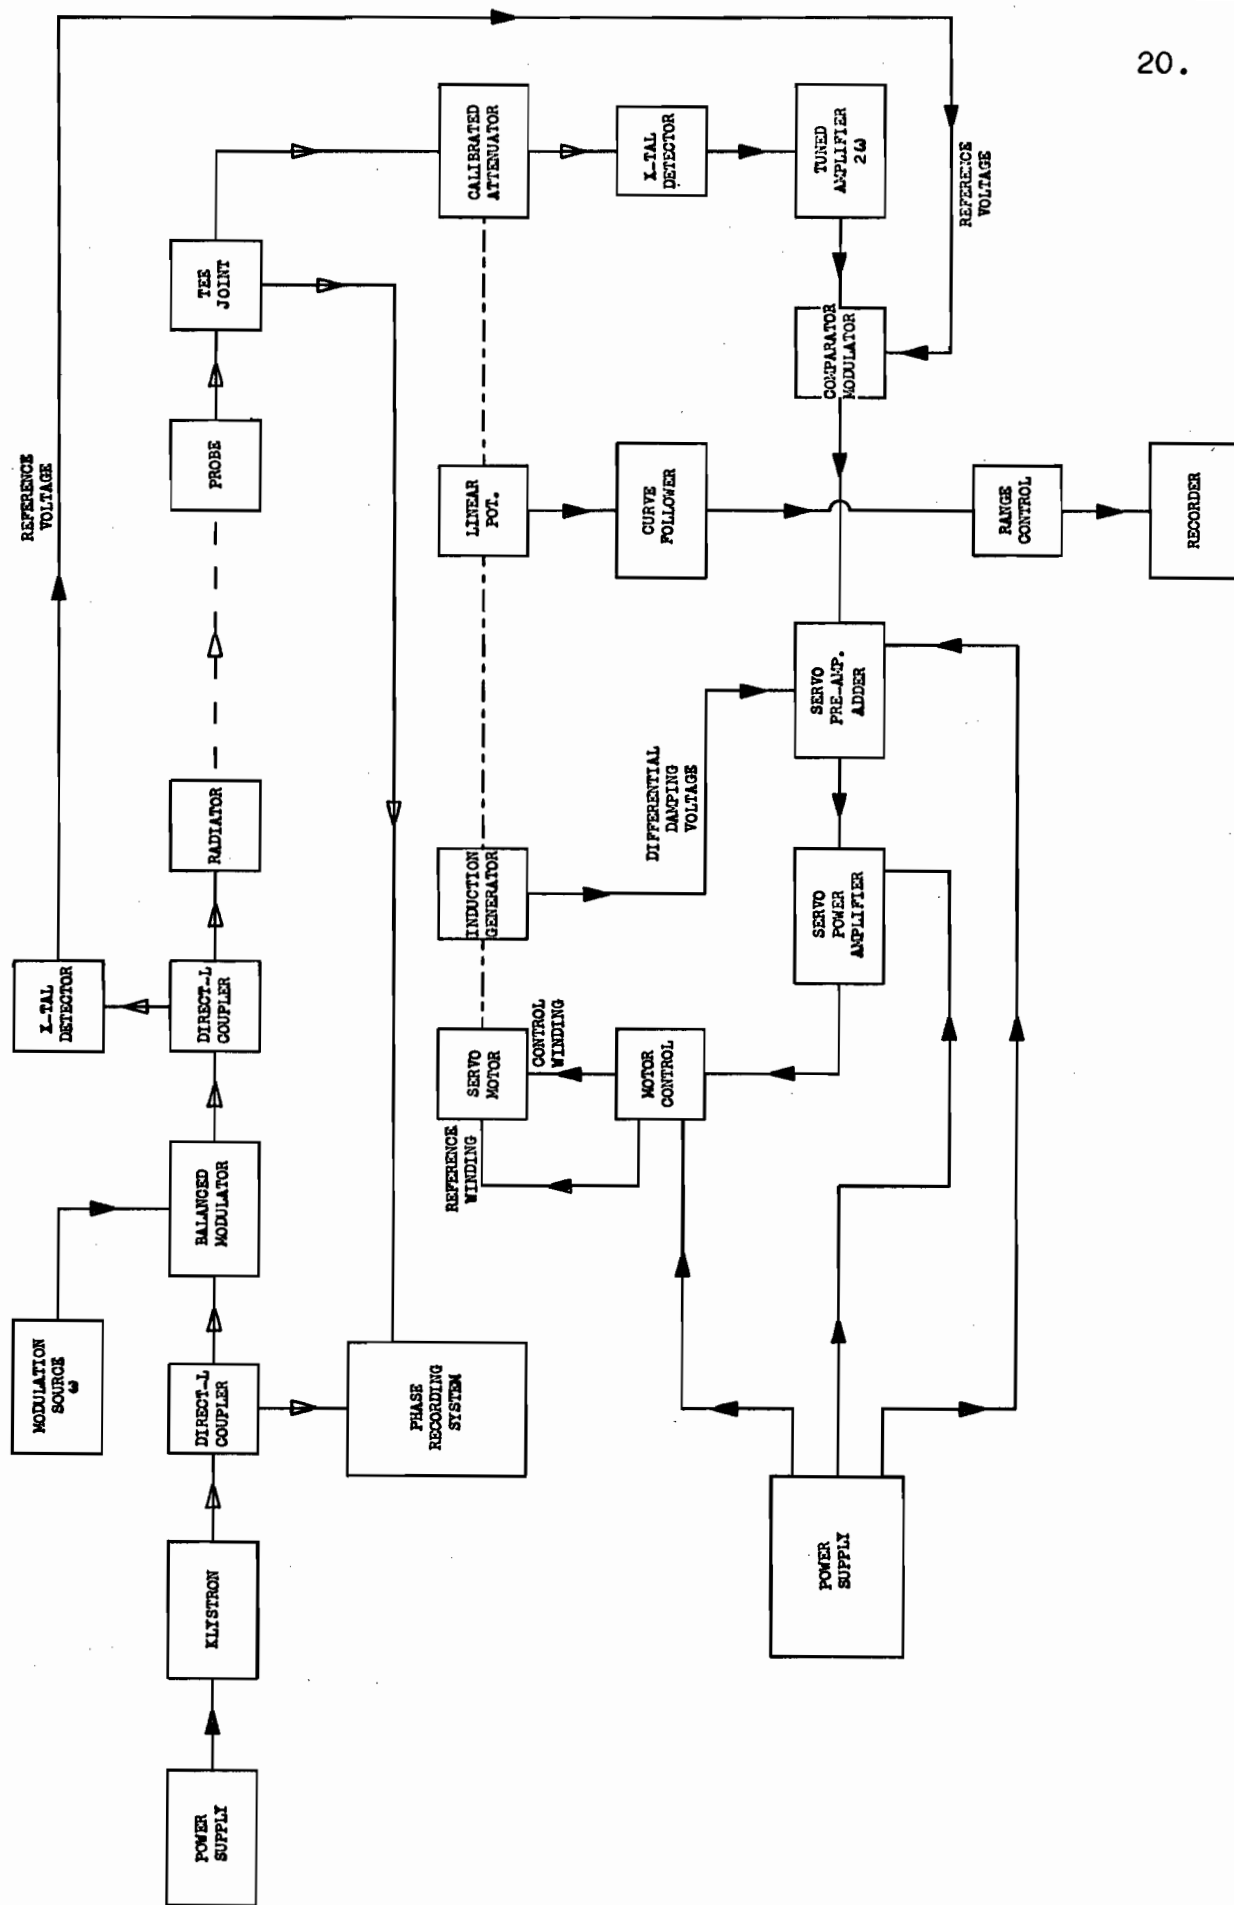 20.
POWER
SUPPLY
KLYSTRON
DIRECT-L
COUPLER
MODULATION
SOURCE
ω
BALANCED
MODULATOR
DIRECT-L
COUPLER
X-TAL
DETECTOR
REFERENCE
VOLTAGE
RADIATOR
PROBE
TEE
JOINT
PHASE
RECORDING
SYSTEM
REFERENCE
WINDING
SERVO
MOTOR
CONTROL
WINDING
INDUCTION
GENERATOR
LINEAR
POT.
CALIBRATED
ATTENUATOR
MOTOR
CONTROL
DIFFERENTIAL
DAMPING
VOLTAGE
CURVE
FOLLOWER
X-TAL
DETECTOR
POWER
SUPPLY
SERVO
POWER
AMPLIFIER
SERVO
PRE-AMP.
ADDER
COMPARATOR
MODULATOR
TUNED
AMPLIFIER
2ω
REFERENCE
VOLTAGE
RANGE
CONTROL
RECORDER